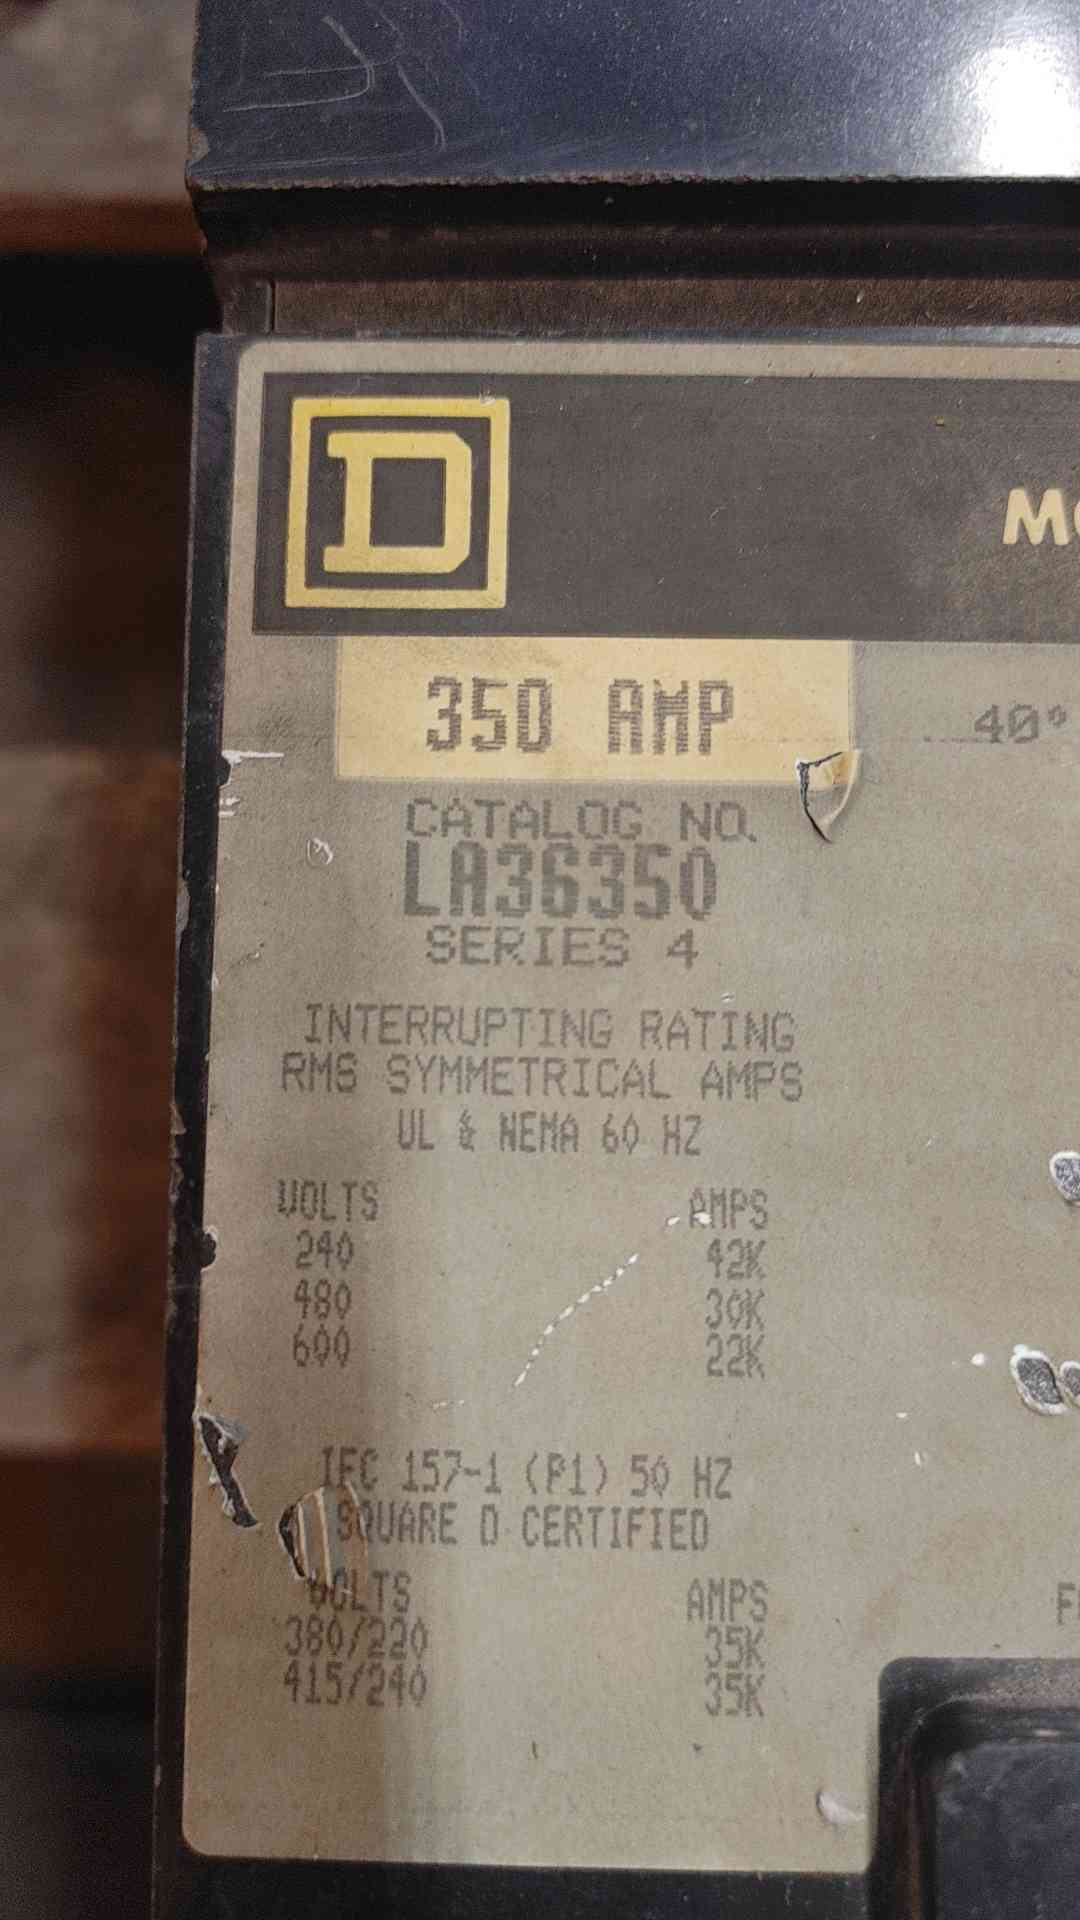 D
350 AMP
40°
CATALOG NO.
LA36350
SERIES 4
INTERRUPTING RATING
RMS SYMMETRICAL AMPS
UL & NEMA 60 HZ
VOLTS AMPS
240 42K
480 30K
600 22K
IEC 157-1 (P1) 50 HZ
SQUARE D CERTIFIED
VOLTS AMPS
380/220 35K
415/240 35K